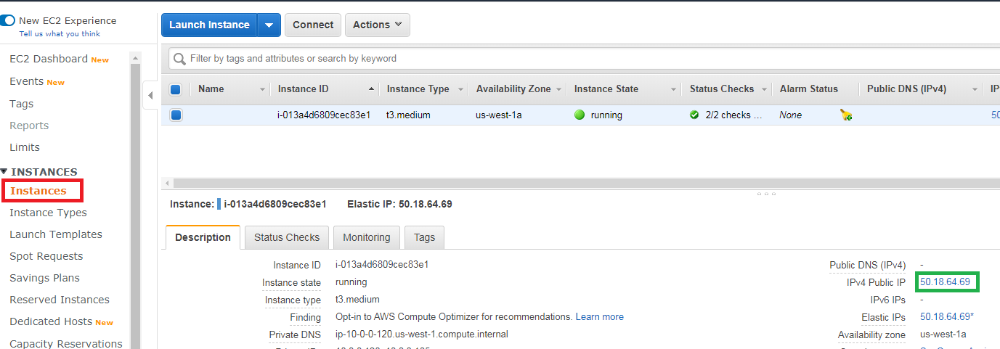 New EC2 Experience
Tell us what you think
EC2 Dashboard New
Events New
Tags
Reports
Limits
INSTANCES
Instances
Instance Types
Launch Templates
Spot Requests
Savings Plans
Reserved Instances
Dedicated Hosts New
Capacity Reservations
Launch Instance Connect Actions
Filter by tags and attributes or search by keyword
Name Instance ID Instance Type Availability Zone Instance State Status Checks Alarm Status Public DNS (IPv4) IP
i-013a4d6809cec83e1 t3.medium us-west-1a running 2/2 checks ... None 50
Instance: i-013a4d6809cec83e1 Elastic IP: 50.18.64.69
Description Status Checks Monitoring Tags
Instance ID i-013a4d6809cec83e1 Public DNS (IPv4) -
Instance state running IPv4 Public IP 50.18.64.69
Instance type t3.medium IPv6 IPs -
Finding Opt-in to AWS Compute Optimizer for recommendations. Learn more Elastic IPs 50.18.64.69*
Private DNS ip-10-0-0-120.us-west-1.compute.internal Availability zone us-west-1a